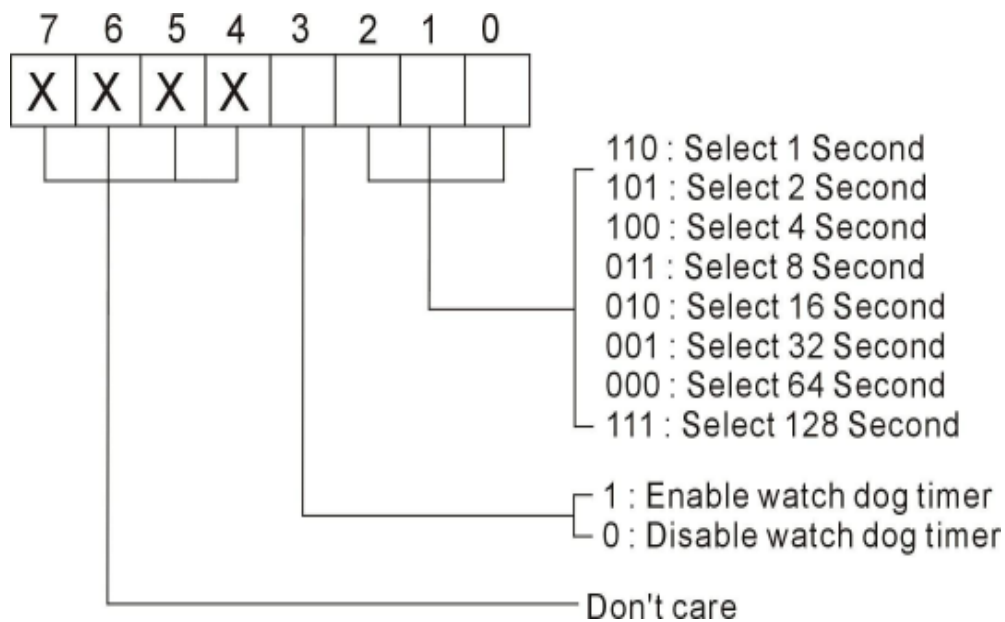 7 6 5 4 3 2 1 0
X X X X
110 : Select 1 Second
101 : Select 2 Second
100 : Select 4 Second
011 : Select 8 Second
010 : Select 16 Second
001 : Select 32 Second
000 : Select 64 Second
111 : Select 128 Second
1 : Enable watch dog timer
0 : Disable watch dog timer
Don't care